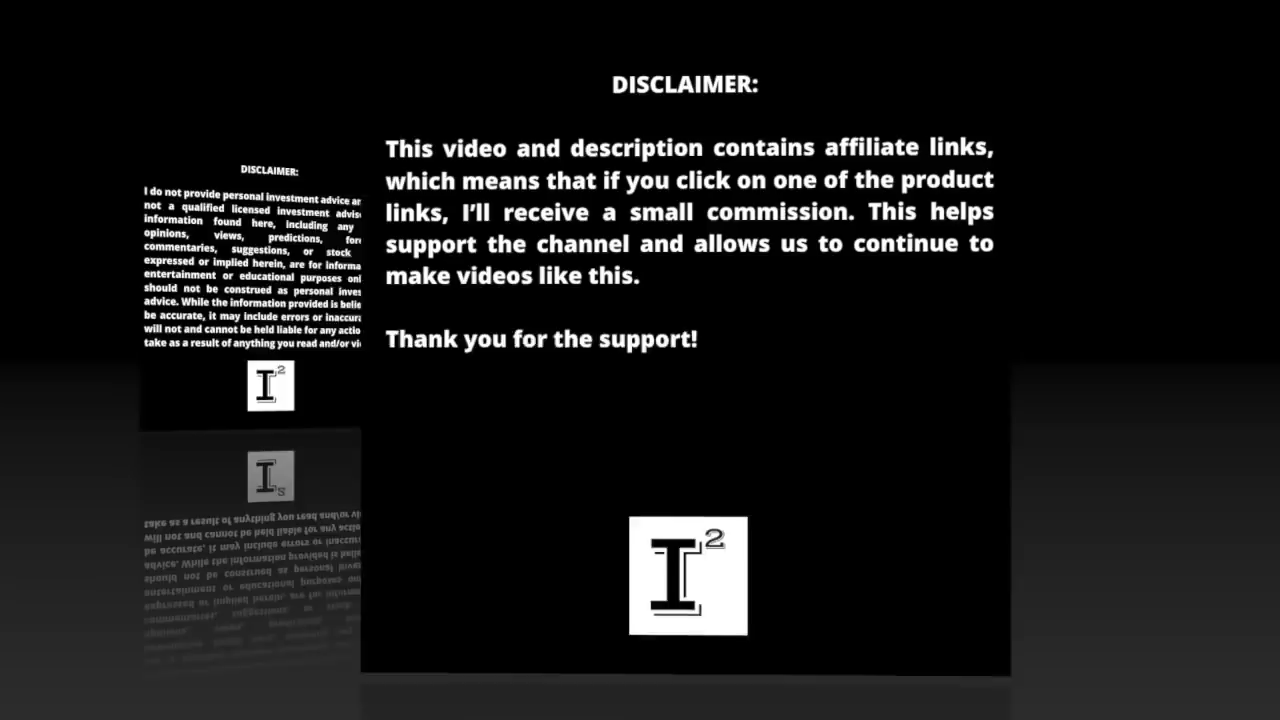 DISCLAIMER:
I do not provide personal investment advice
not a qualified licensed investment
information found here, including any
opinions, views, predictions,
commentaries, suggestions, or stock
expressed or implied herein, are for
entertainment or educational purposes
should not be construed as personal
advice. While the information provided is
be accurate, it may include errors or
will not and cannot be held liable for any
take as a result of anything you read and/or
I2
DISCLAIMER:
This video and description contains affiliate links,
which means that if you click on one of the product
links, I'll receive a small commission. This helps
support the channel and allows us to continue to
make videos like this.
Thank you for the support!
I2